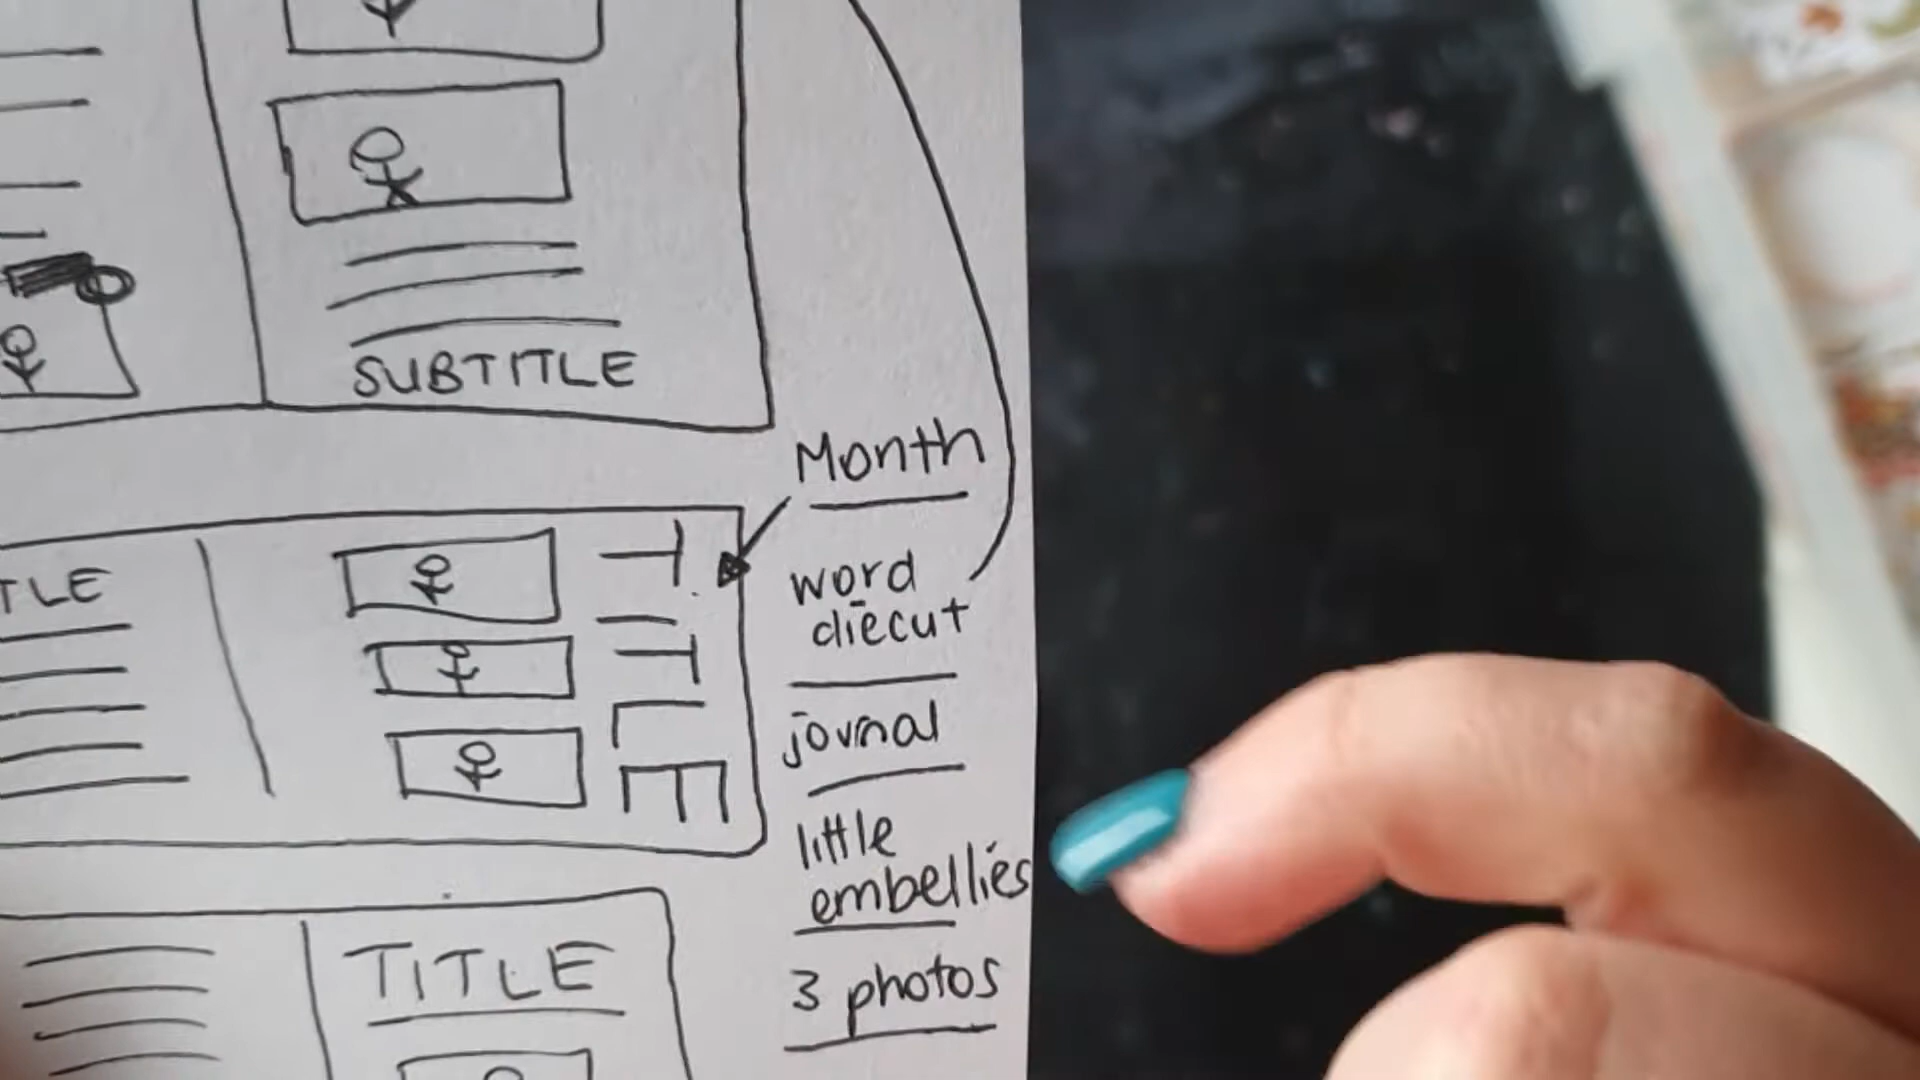 SUBTITLE
Month
word
diecut
journal
little
embellies
3 photos
TLE
TITLE
TITLE